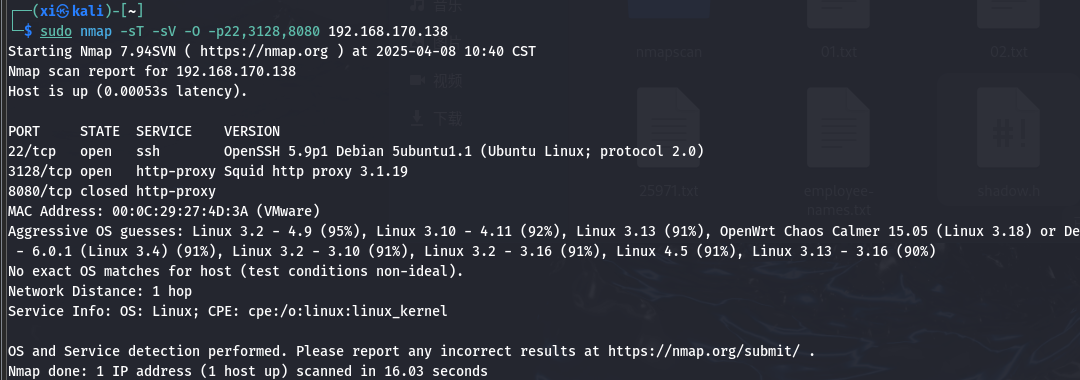 ┌──(xi㉿kali)-[~]
└─$ sudo nmap -sT -sV -O -p22,3128,8080 192.168.170.138
Starting Nmap 7.94SVN ( https://nmap.org ) at 2025-04-08 10:40 CST
Nmap scan report for 192.168.170.138
Host is up (0.00053s latency).
PORT     STATE  SERVICE    VERSION
22/tcp   open   ssh        OpenSSH 5.9p1 Debian 5ubuntu1.1 (Ubuntu Linux; protocol 2.0)
3128/tcp open   http-proxy Squid http proxy 3.1.19
8080/tcp closed http-proxy
MAC Address: 00:0C:29:27:4D:3A (VMware)
Aggressive OS guesses: Linux 3.2 - 4.9 (95%), Linux 3.10 - 4.11 (92%), Linux 3.13 (91%), OpenWrt Chaos Calmer 15.05 (Linux 3.18) or De
 - 6.0.1 (Linux 3.4) (91%), Linux 3.2 - 3.10 (91%), Linux 3.2 - 3.16 (91%), Linux 4.5 (91%), Linux 3.13 - 3.16 (90%)
No exact OS matches for host (test conditions non-ideal).
Network Distance: 1 hop
Service Info: OS: Linux; CPE: cpe:/o:linux:linux_kernel
OS and Service detection performed. Please report any incorrect results at https://nmap.org/submit/ .
Nmap done: 1 IP address (1 host up) scanned in 16.03 seconds
音乐
视频
下载
nmapscan
01.txt
02.txt
25971.txt
employee-
names.txt
#!
shadow.h